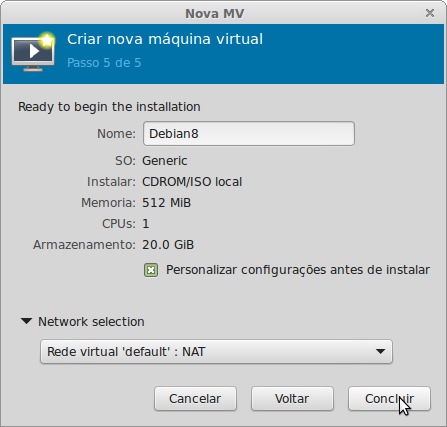 Nova MV
Criar nova máquina virtual
Passo 5 de 5
Ready to begin the installation
Nome: Debian8
SO: Generic
Instalar: CDROM/ISO local
Memoria: 512 MiB
CPUs: 1
Armazenamento: 20.0 GiB
Personalizar configurações antes de instalar
Network selection
Rede virtual 'default' : NAT
Cancelar Voltar Concluir